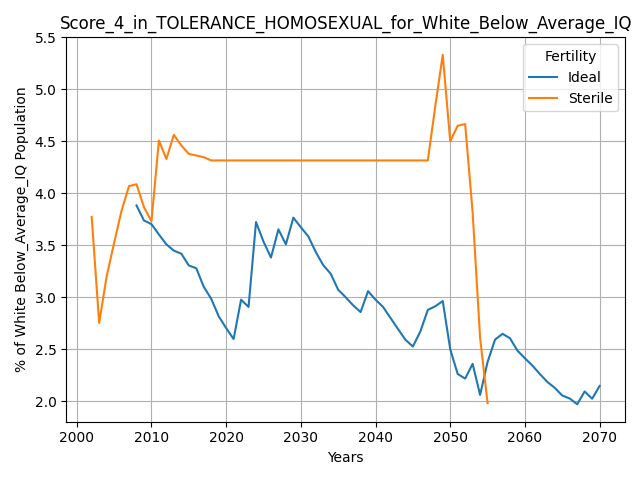 Score_4_in_TOLERANCE_HOMOSEXUAL_for_White_Below_Average_IQ
% of White Below_Average_IQ Population
5.5
5.0
4.5
4.0
3.5
3.0
2.5
2.0
Fertility
Ideal
Sterile
2000 2010 2020 2030 2040 2050 2060 2070
Years